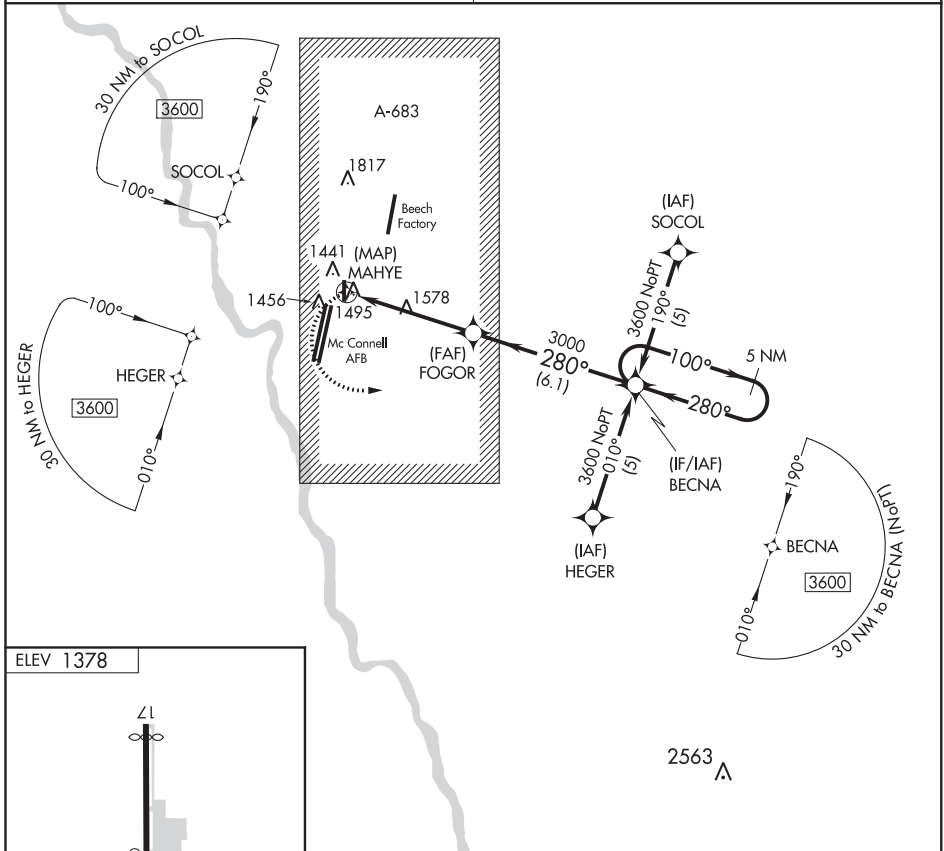 30 NM to SOCOL
3600
190°
SOCOL
100°
A-683
1817
Beech
Factory
1441
(MAP)
MAHYE
1456
1495
1578
Mc Connell
AFB
(FAF)
FOGOR
3000
280°
(6.1)
(IAF)
SOCOL
3600 NoPT
190°
(5)
100°
5 NM
280°
3600 NoPT
010°
(5)
(IF/IAF)
BECNA
(IAF)
HEGER
100°
HEGER
30 NM to HEGER
3600
010°
190°
BECNA
3600
010°
30 NM to BECNA (NoPT)
2563
ELEV 1378
17